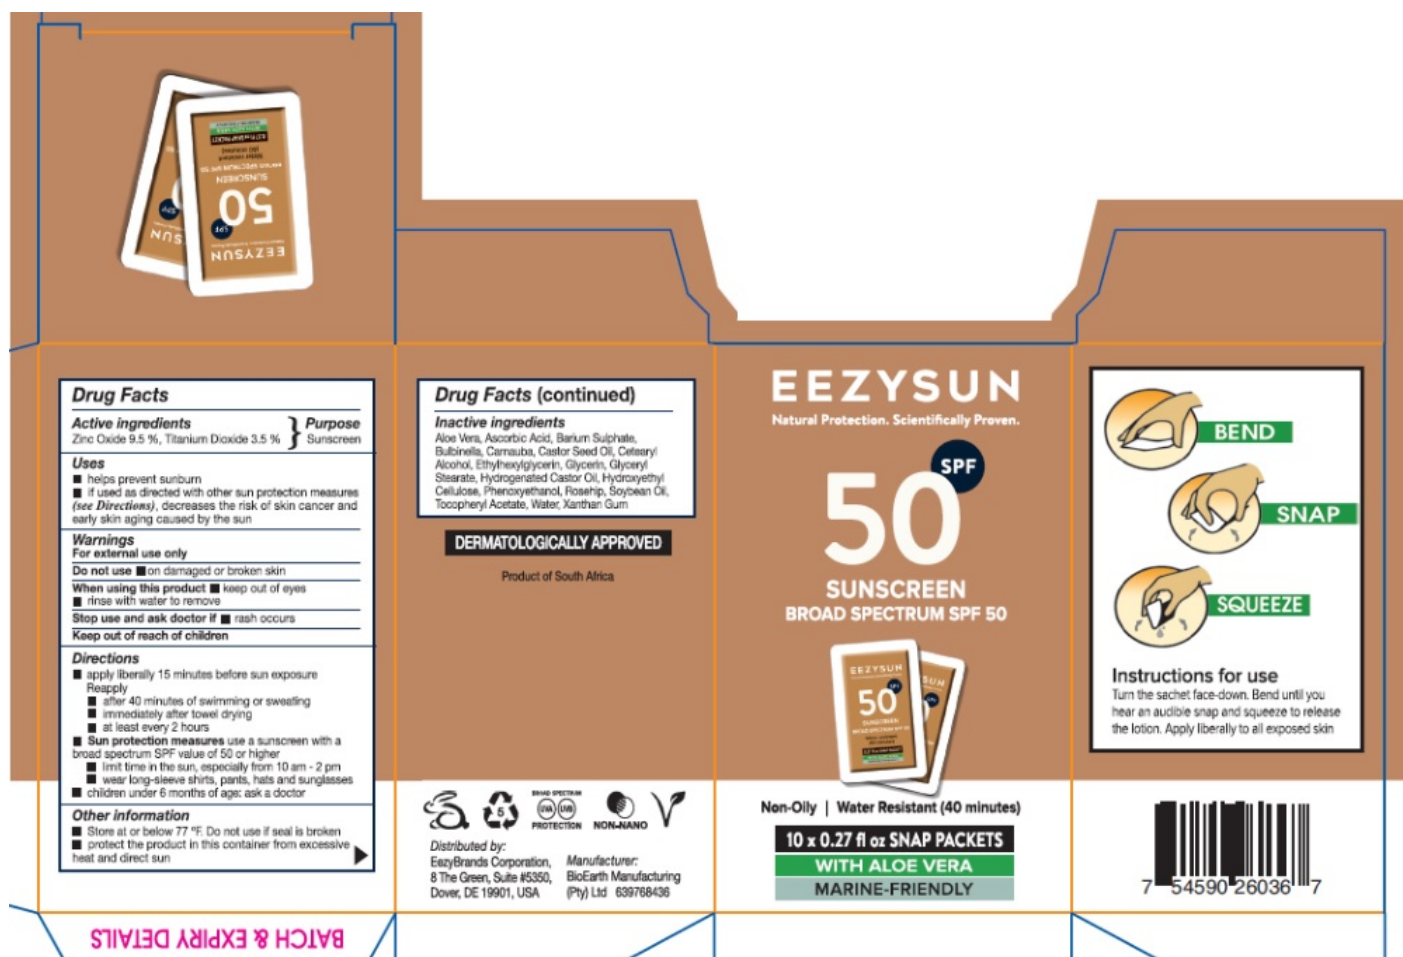 EEZYSUN
50
SPF
SUNSCREEN
Drug Facts
Active ingredients
Purpose
Zinc Oxide 9.5 %, Titanium Dioxide 3.5 %
Sunscreen
Uses
■ helps prevent sunburn
■ if used as directed with other sun protection measures
(see Directions), decreases the risk of skin cancer and
early skin aging caused by the sun
Warnings
For external use only
Do not use ■ on damaged or broken skin
When using this product ■ keep out of eyes
■ rinse with water to remove
Stop use and ask doctor if ■ rash occurs
Keep out of reach of children
Directions
■ apply liberally 15 minutes before sun exposure
Reapply
■ after 40 minutes of swimming or sweating
■ immediately after towel drying
■ at least every 2 hours
■ Sun protection measures use a sunscreen with a
broad spectrum SPF value of 50 or higher
■ limit time in the sun, especially from 10 am - 2 pm
■ wear long-sleeve shirts, pants, hats and sunglasses
■ children under 6 months of age: ask a doctor
Other information
■ Store at or below 77 ºF. Do not use if seal is broken
■ protect the product in this container from excessive
heat and direct sun
BATCH & EXPIRY DETAILS
Drug Facts (continued)
Inactive ingredients
Aloe Vera, Ascorbic Acid, Barium Sulphate,
Bulbinella, Carnauba, Castor Seed Oil, Cetearyl
Alcohol, Ethylhexylglycerin, Glycerin, Glyceryl
Stearate, Hydrogenated Castor Oil, Hydroxyethyl
Cellulose, Phenoxyethanol, Rosehip, Soybean Oil,
Tocopheryl Acetate, Water, Xanthan Gum
DERMATOLOGICALLY APPROVED
Product of South Africa
5
BROAD SPECTRUM
UVA UVB
PROTECTION
NON-NANO
Distributed by:
EezyBrands Corporation,
8 The Green, Suite #5350,
Dover, DE 19901, USA
Manufacturer:
BioEarth Manufacturing
(Pty) Ltd 639768436
EEZYSUN
Natural Protection. Scientifically Proven.
50
SPF
SUNSCREEN
BROAD SPECTRUM SPF 50
EEZYSUN
50
SPF
SUNSCREEN
BROAD SPECTRUM SPF 50
Non-Oily | Water Resistant (40 minutes)
10 x 0.27 fl oz SNAP PACKETS
WITH ALOE VERA
MARINE-FRIENDLY
BEND
SNAP
SQUEEZE
Instructions for use
Turn the sachet face-down. Bend until you
hear an audible snap and squeeze to release
the lotion. Apply liberally to all exposed skin
7 54590 26036 7